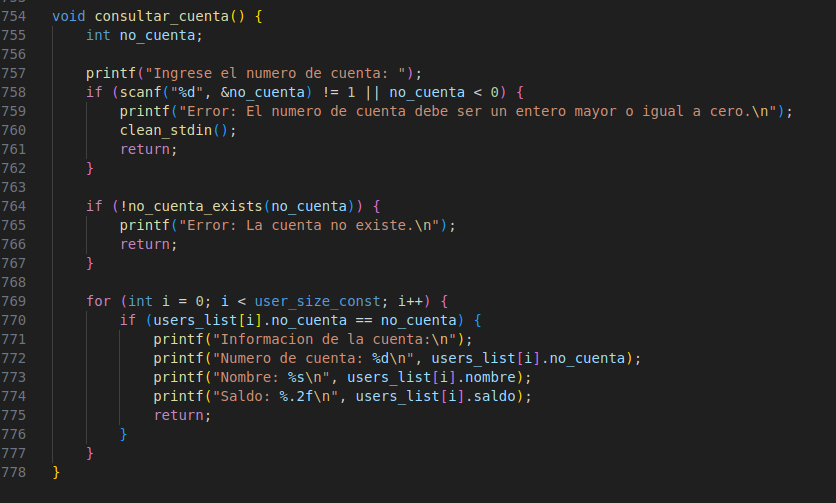 754 void consultar_cuenta() {
755     int no_cuenta;
756
757     printf("Ingrese el numero de cuenta: ");
758     if (scanf("%d", &no_cuenta) != 1 || no_cuenta < 0) {
759         printf("Error: El numero de cuenta debe ser un entero mayor o igual a cero.\n");
760         clean_stdin();
761         return;
762     }
763
764     if (!no_cuenta_exists(no_cuenta)) {
765         printf("Error: La cuenta no existe.\n");
766         return;
767     }
768
769     for (int i = 0; i < user_size_const; i++) {
770         if (users_list[i].no_cuenta == no_cuenta) {
771             printf("Informacion de la cuenta:\n");
772             printf("Numero de cuenta: %d\n", users_list[i].no_cuenta);
773             printf("Nombre: %s\n", users_list[i].nombre);
774             printf("Saldo: %.2f\n", users_list[i].saldo);
775             return;
776         }
777     }
778 }